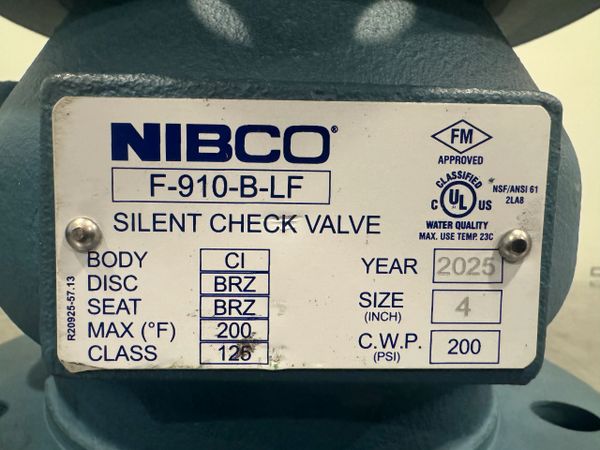 NIBCO®
F-910-B-LF
SILENT CHECK VALVE
FM
APPROVED
CLASSIFIED
C UL US
NSF/ANSI 61
2LA8
WATER QUALITY
MAX. USE TEMP. 23C
BODY CI
DISC BRZ
SEAT BRZ
MAX (°F) 200
CLASS 125
YEAR 2025
SIZE 4
(INCH)
C.W.P. 200
(PSI)
R20925-57.13